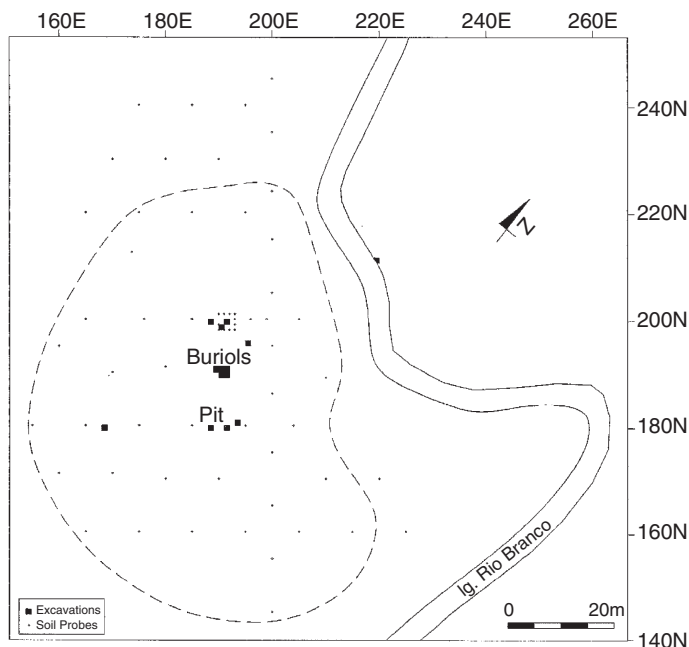 160E 180E 200E 220E 240E 260E
240N
220N
Z
200N
Buriols
Pit
180N
160N
Ig. Rio Branco
Excavations
Soil Probes
0 20m
140N